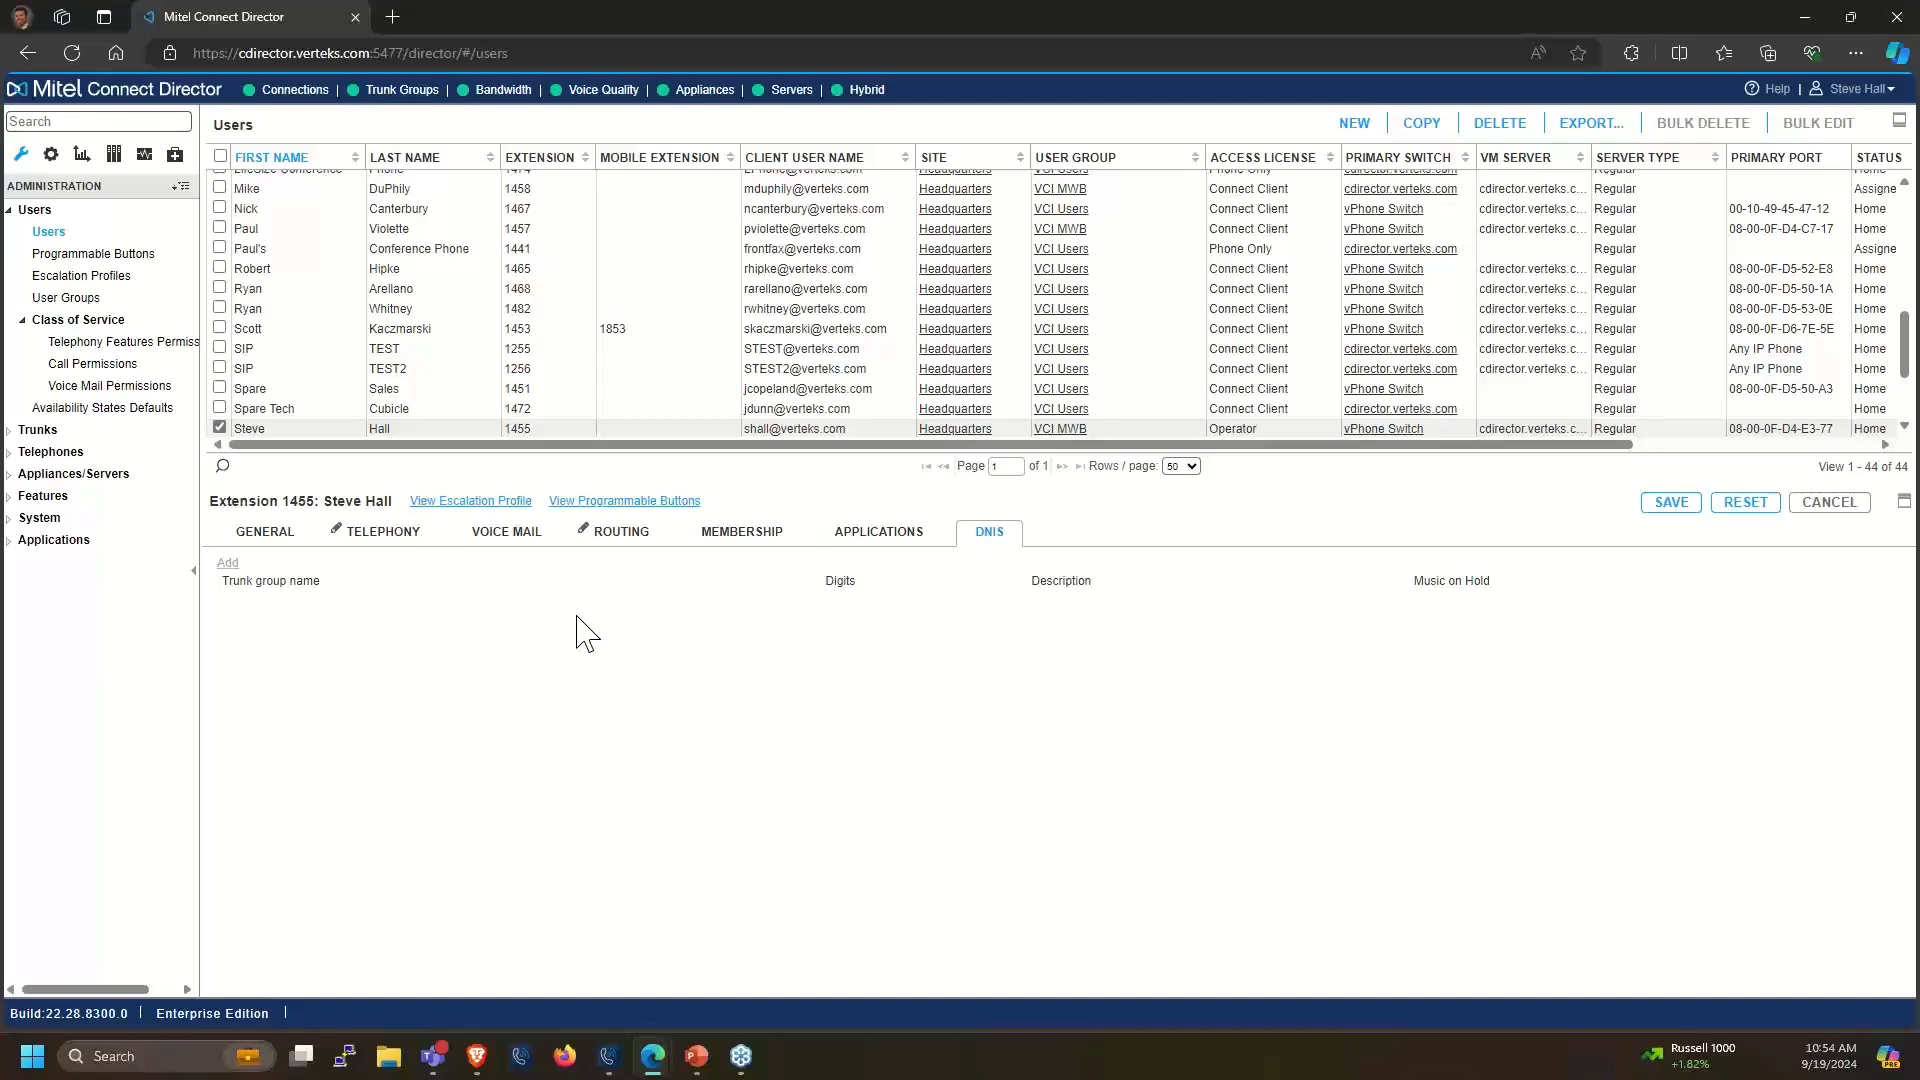 Mitel Connect Director
https://cdirector.verteks.com:5477/director/#/users
Mitel Connect Director Connections | Trunk Groups | Bandwidth | Voice Quality | Appliances | Servers | Hybrid Help | Steve Hall
Search
Users NEW COPY DELETE EXPORT... BULK DELETE BULK EDIT
ADMINISTRATION
Users
Users
Programmable Buttons
Escalation Profiles
User Groups
Class of Service
Telephony Features Permiss
Call Permissions
Voice Mail Permissions
Availability States Defaults
Trunks
Telephones
Appliances/Servers
Features
System
Applications
FIRST NAME LAST NAME EXTENSION MOBILE EXTENSION CLIENT USER NAME SITE USER GROUP ACCESS LICENSE PRIMARY SWITCH VM SERVER SERVER TYPE PRIMARY PORT STATUS
Mike DuPhily 1458 mduphily@verteks.com Headquarters VCI MWB Connect Client cdirector.verteks.com cdirector.verteks.c... Regular Assigne
Nick Canterbury 1467 ncanterbury@verteks.com Headquarters VCI Users Connect Client vPhone Switch cdirector.verteks.c... Regular 00-10-49-45-47-12 Home
Paul Violette 1457 pviolette@verteks.com Headquarters VCI MWB Connect Client vPhone Switch cdirector.verteks.c... Regular 08-00-0F-D4-C7-17 Home
Paul's Conference Phone 1441 frontfax@verteks.com Headquarters VCI Users Phone Only cdirector.verteks.com Regular Assigne
Robert Hipke 1465 rhipke@verteks.com Headquarters VCI Users Connect Client vPhone Switch cdirector.verteks.c... Regular 08-00-0F-D5-52-E8 Home
Ryan Arellano 1468 rarellano@verteks.com Headquarters VCI Users Connect Client vPhone Switch cdirector.verteks.c... Regular 08-00-0F-D5-50-1A Home
Ryan Whitney 1482 rwhitney@verteks.com Headquarters VCI Users Connect Client vPhone Switch cdirector.verteks.c... Regular 08-00-0F-D5-53-0E Home
Scott Kaczmarski 1453 1853 skaczmarski@verteks.com Headquarters VCI Users Connect Client vPhone Switch cdirector.verteks.c... Regular 08-00-0F-D6-7E-5E Home
SIP TEST 1255 STEST@verteks.com Headquarters VCI Users Connect Client cdirector.verteks.com cdirector.verteks.c... Regular Any IP Phone Home
SIP TEST2 1256 STEST2@verteks.com Headquarters VCI Users Connect Client cdirector.verteks.com cdirector.verteks.c... Regular Any IP Phone Home
Spare Sales 1451 jcopeland@verteks.com Headquarters VCI Users Connect Client vPhone Switch Regular 08-00-0F-D5-50-A3 Home
Spare Tech Cubicle 1472 jdunn@verteks.com Headquarters VCI Users Connect Client cdirector.verteks.com Regular Home
Steve Hall 1455 shall@verteks.com Headquarters VCI MWB Operator vPhone Switch cdirector.verteks.c... Regular 08-00-0F-D4-E3-77 Home
Page 1 of 1 Rows / page: 50 View 1 - 44 of 44
Extension 1455: Steve Hall View Escalation Profile View Programmable Buttons SAVE RESET CANCEL
GENERAL TELEPHONY VOICE MAIL ROUTING MEMBERSHIP APPLICATIONS DNIS
Add
Trunk group name Digits Description Music on Hold
Build:22.28.8300.0 | Enterprise Edition |
Search
Russell 1000
+1.82%
10:54 AM
9/19/2024